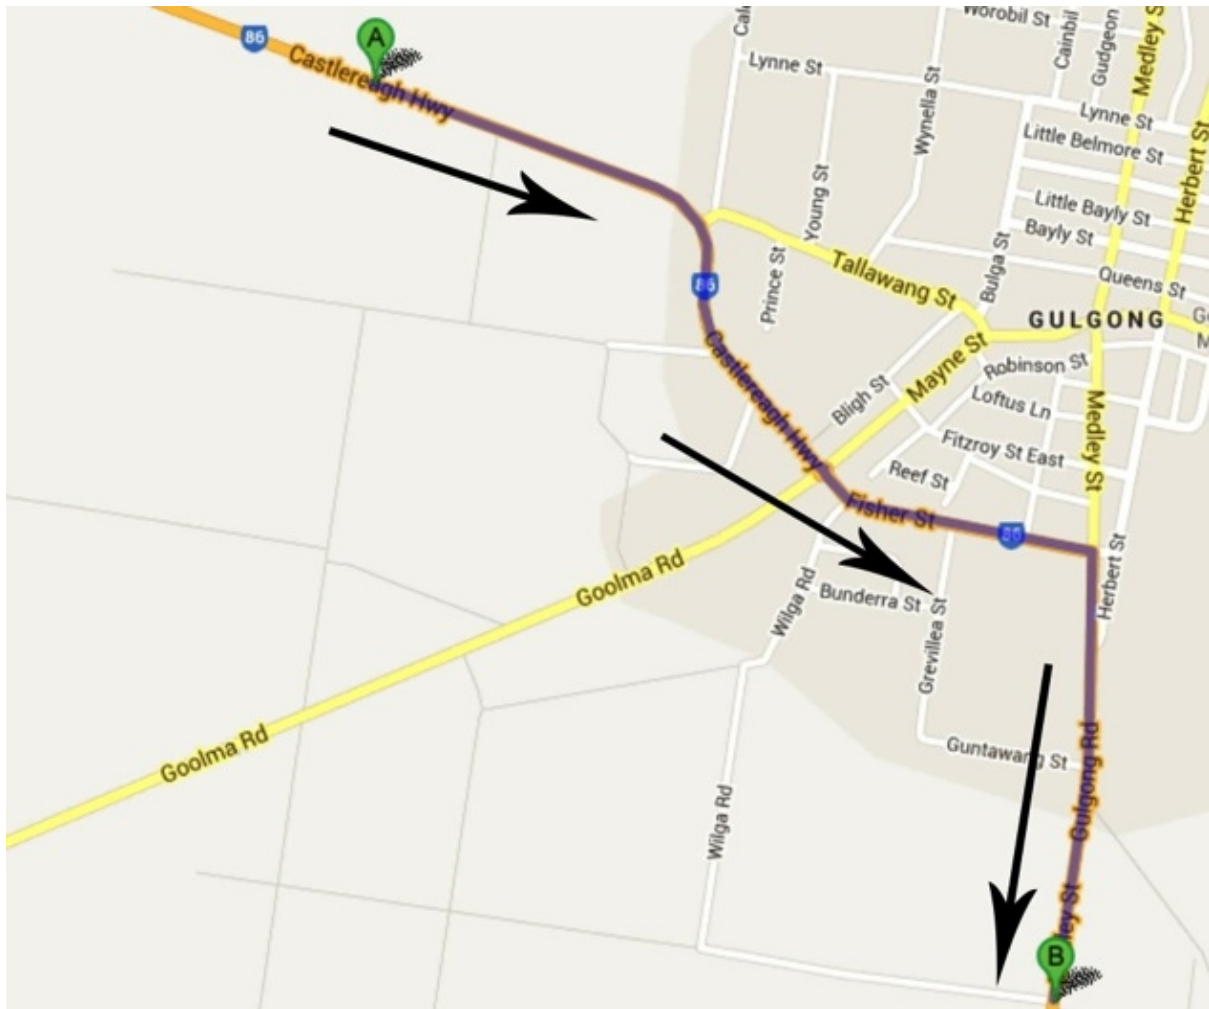 86
A
Castlereagh Hwy
Worobil St
Cainbil
Gudgeon
Medley S
Lynne St
Wynella St
Lynne St
Little Belmore St
Herbert St
Young St
Little Bayly St
Bayly St
Prince St
Tallawang St
Bulga St
Queens St
86
GULGONG
Castlereagh Hwy
Mayne St
Robinson St
Bligh St
Loftus Ln
Medley St
Fitzroy St East
Reef St
Fisher St
86
Goolma Rd
Wilga Rd
Bunderra St
Herbert St
Grevillea St
Goolma Rd
Guntawang St
Gulgong Rd
Wilga Rd
ley St
B